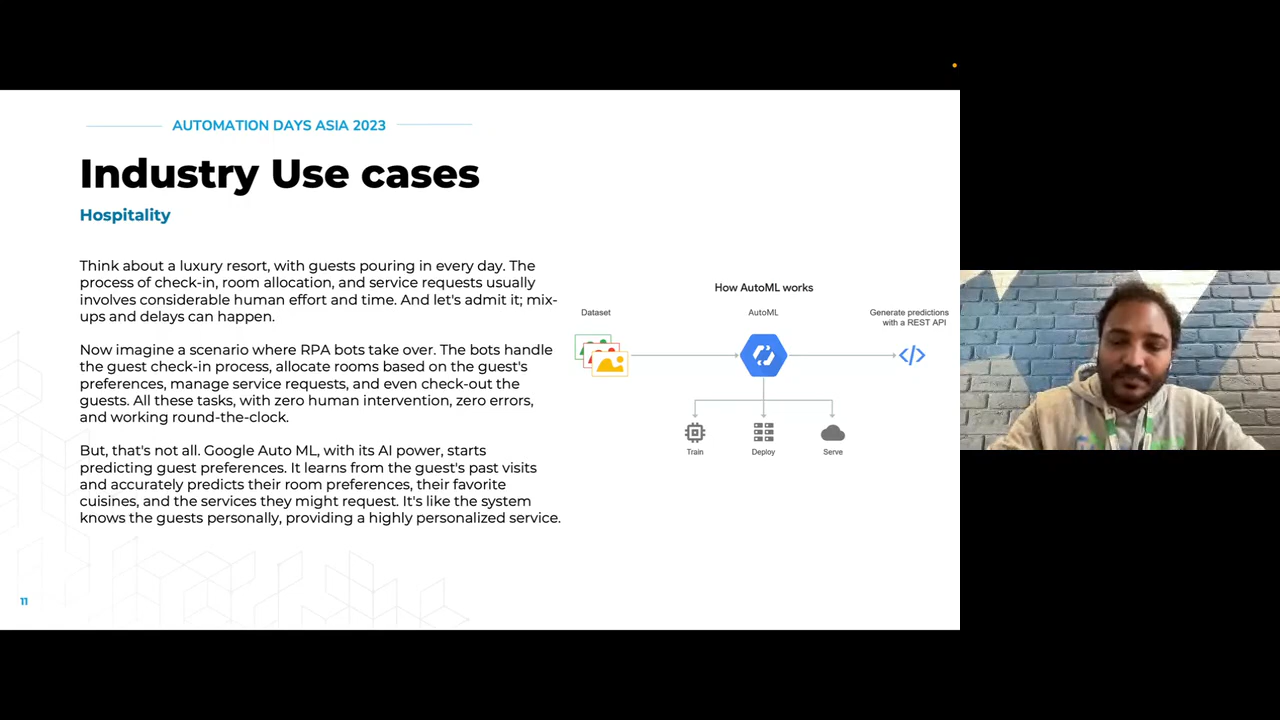 AUTOMATION DAYS ASIA 2023
Industry Use cases
Hospitality
Think about a luxury resort, with guests pouring in every day. The
process of check-in, room allocation, and service requests usually
involves considerable human effort and time. And let's admit it; mix-
ups and delays can happen.
Now imagine a scenario where RPA bots take over. The bots handle
the guest check-in process, allocate rooms based on the guest's
preferences, manage service requests, and even check-out the
guests. All these tasks, with zero human intervention, zero errors,
and working round-the-clock.
But, that's not all. Google Auto ML, with its AI power, starts
predicting guest preferences. It learns from the guest's past visits
and accurately predicts their room preferences, their favorite
cuisines, and the services they might request. It's like the system
knows the guests personally, providing a highly personalized service.
How AutoML works
Dataset
AutoML
Generate predictions
with a REST API
</>
Train
Deploy
Serve
11